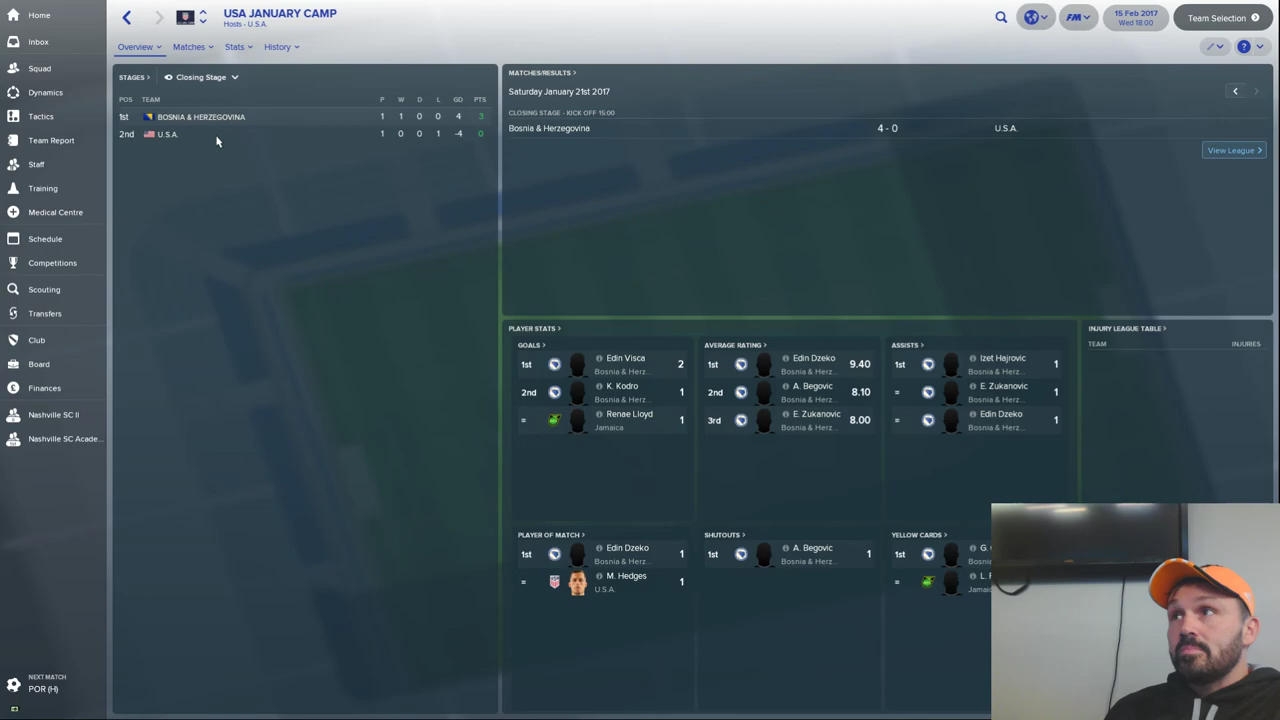 Home
Inbox
Squad
Dynamics
Tactics
Team Report
Staff
Training
Medical Centre
Schedule
Competitions
Scouting
Transfers
Club
Board
Finances
Nashville SC II
Nashville SC Acade...
NEXT MATCH
POR (H)
USA JANUARY CAMP
Hosts - U.S.A.
FM
15 Feb 2017
Wed 18:00
Team Selection
Overview Matches Stats History
?
STAGES > Closing Stage
POS TEAM P W D L GD PTS
1st BOSNIA & HERZEGOVINA 1 1 0 0 4 3
2nd U.S.A. 1 0 0 1 -4 0
MATCHES/RESULTS >
Saturday January 21st 2017
CLOSING STAGE - KICK OFF 15:00
Bosnia & Herzegovina 4 - 0 U.S.A.
View League >
PLAYER STATS >
GOALS >
1st Edin Visca 2
Bosnia & Herz...
2nd K. Kodro 1
Bosnia & Herz...
= Renae Lloyd 1
Jamaica
AVERAGE RATING >
1st Edin Dzeko 9.40
Bosnia & Herz...
2nd A. Begovic 8.10
Bosnia & Herz...
3rd E. Zukanovic 8.00
Bosnia & Herz...
ASSISTS >
1st Izet Hajrovic 1
Bosnia & Herz...
= E. Zukanovic 1
Bosnia & Herz...
= Edin Dzeko 1
Bosnia & Herz...
INJURY LEAGUE TABLE >
TEAM INJURIES
PLAYER OF MATCH >
1st Edin Dzeko 1
Bosnia & Herz...
= M. Hedges 1
U.S.A.
SHUTOUTS >
1st A. Begovic 1
Bosnia & Herz...
YELLOW CARDS >
1st G.
Bosn
= L.
Jamaic